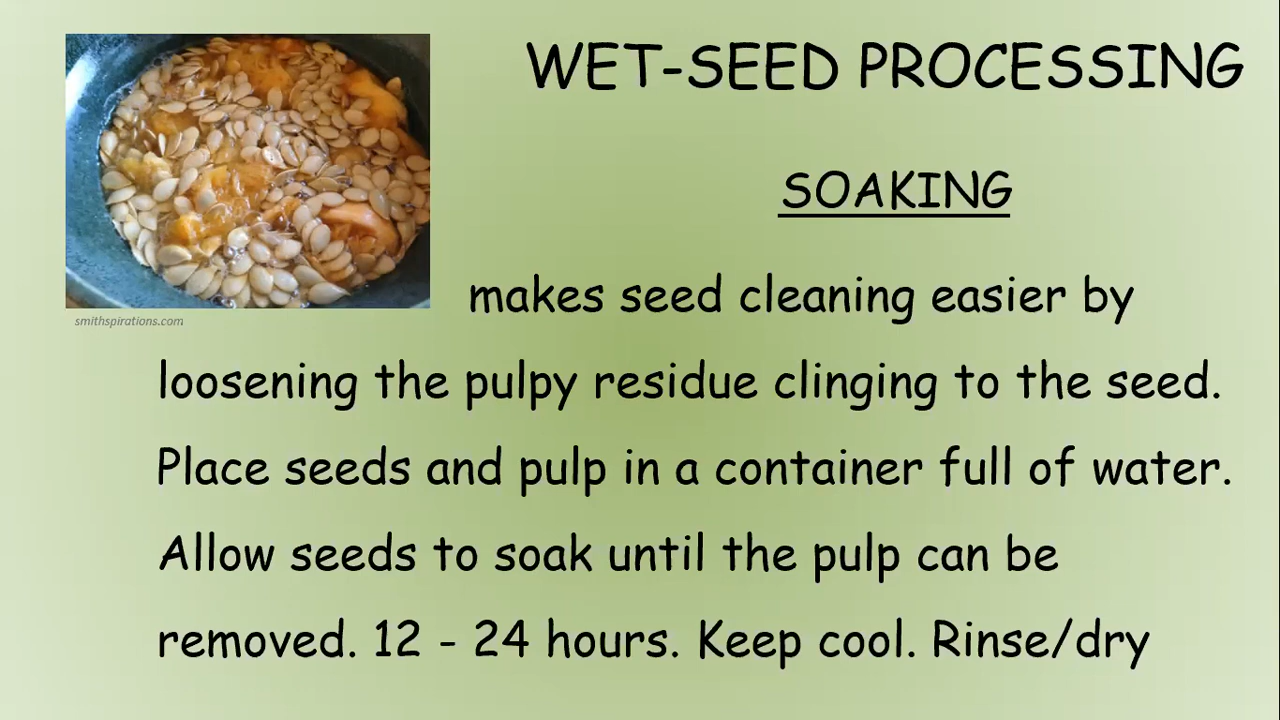 WET-SEED PROCESSING
SOAKING
smithspirations.com
makes seed cleaning easier by
loosening the pulpy residue clinging to the seed.
Place seeds and pulp in a container full of water.
Allow seeds to soak until the pulp can be
removed. 12 - 24 hours. Keep cool. Rinse/dry